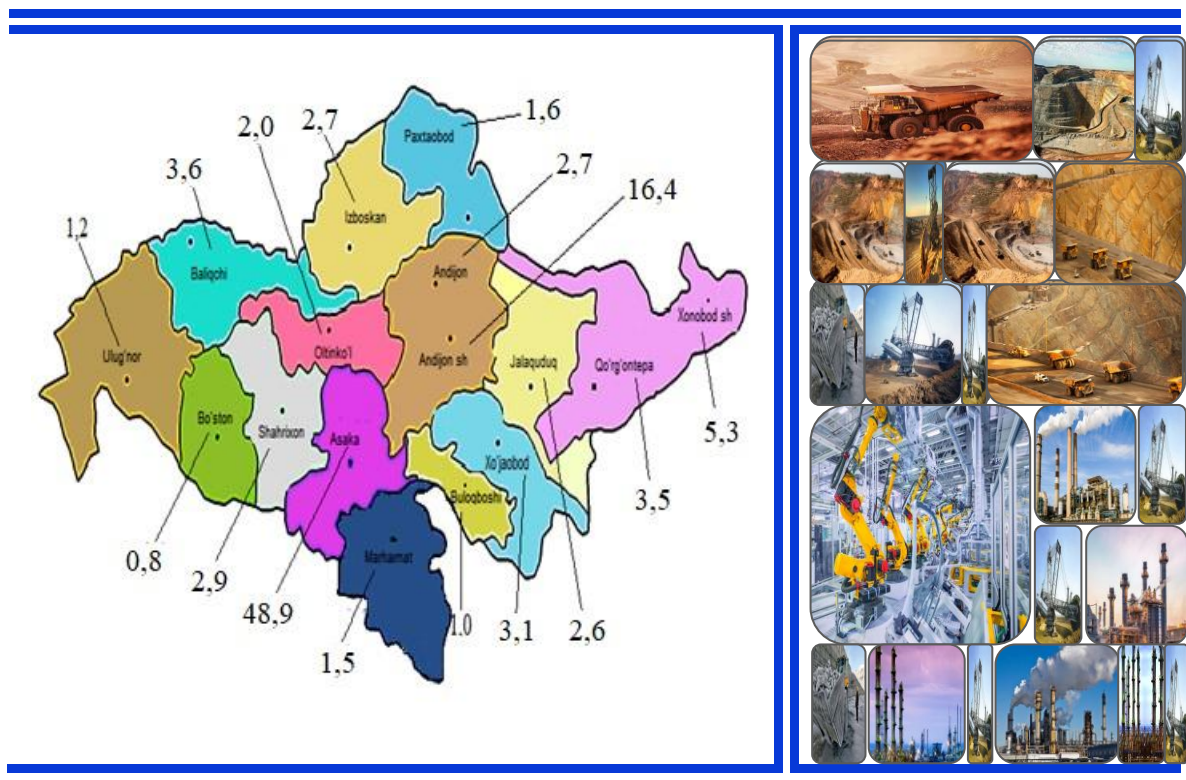 1,6
Paxtaobod
2,7
2,0
2,7
3,6
16,4
Izboskan
1,2
Baliqchi
Andijon
Xonobod sh
Ulug'nor
Oltinko'l
Andijon sh
Jalaquduq
Qo'rg'ontepa
Bo'ston
Shahrixon
Asaka
5,3
Xo'jaobod
Buloqboshi
3,5
0,8
Marhamat
2,9
48,9
1,0
3,1
2,6
1,5